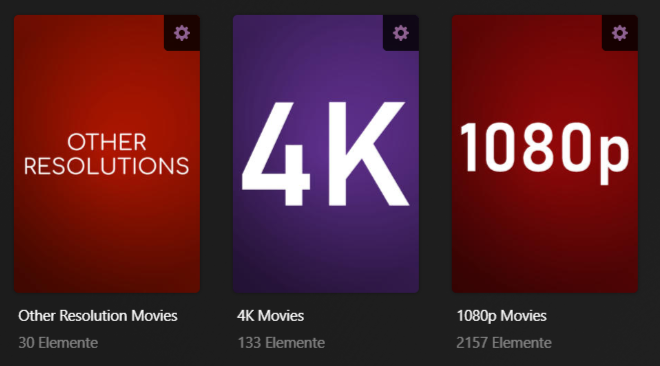 OTHER
RESOLUTIONS
4K
1080p
Other Resolution Movies
30 Elemente
4K Movies
133 Elemente
1080p Movies
2157 Elemente